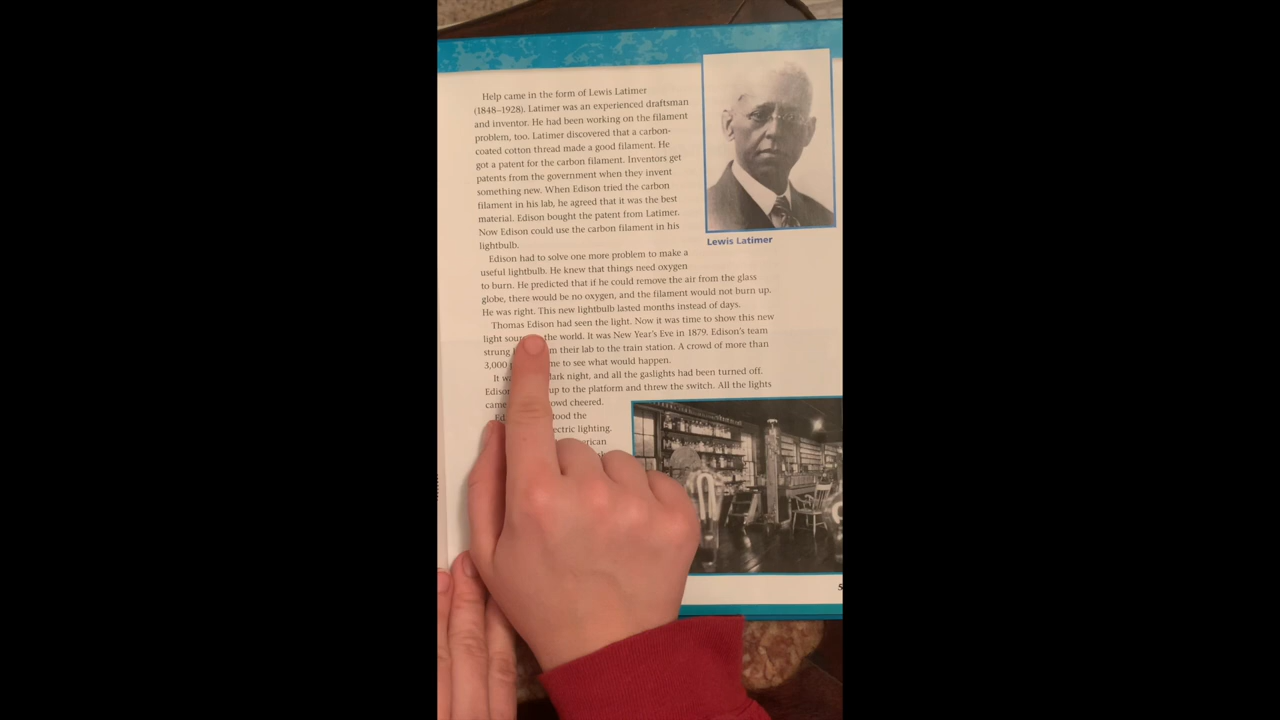 Help came in the form of Lewis Latimer
(1848–1928). Latimer was an experienced draftsman
and inventor. He had been working on the filament
problem, too. Latimer discovered that a carbon-
coated cotton thread made a good filament. He
got a patent for the carbon filament. Inventors get
patents from the government when they invent
something new. When Edison tried the carbon
filament in his lab, he agreed that it was the best
material. Edison bought the patent from Latimer.
Now Edison could use the carbon filament in his
lightbulb.
Lewis Latimer
Edison had to solve one more problem to make a
useful lightbulb. He knew that things need oxygen
to burn. He predicted that if he could remove the air from the glass
globe, there would be no oxygen, and the filament would not burn up.
He was right. This new lightbulb lasted months instead of days.
Thomas Edison had seen the light. Now it was time to show this new
light the world. It was New Year's Eve in 1879. Edison's team
strung their lab to the train station. A crowd of more than
3,000 to see what would happen.
It night, and all the gaslights had been turned off.
up to the platform and threw the switch. All the lights
came cheered.
the
lighting.